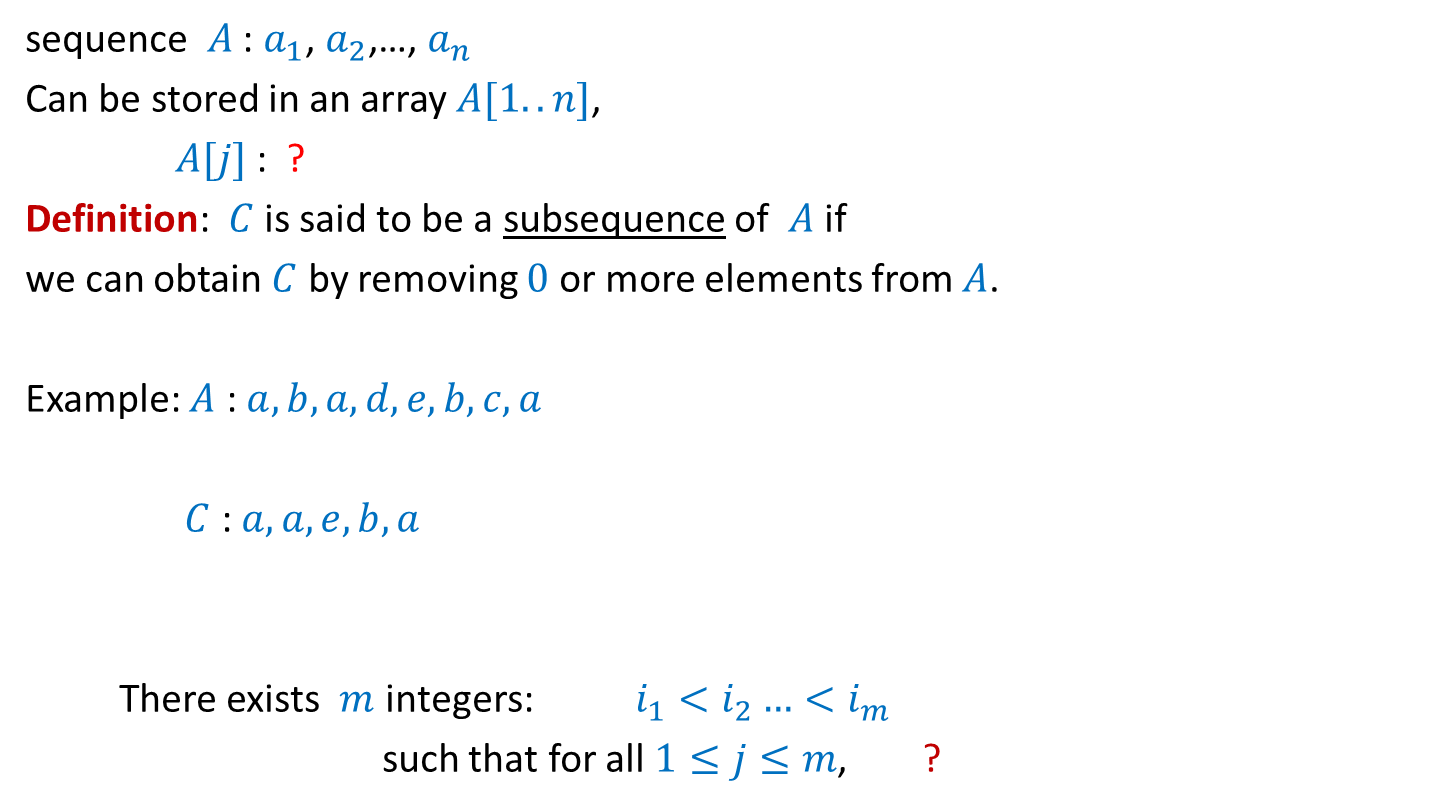 sequence A : a₁, a₂,..., aₙ
Can be stored in an array A[1..n],
A[j] : ?
Definition: C is said to be a subsequence of A if
we can obtain C by removing 0 or more elements from A.
Example: A : a, b, a, d, e, b, c, a
C : a, a, e, b, a
There exists m integers: i₁ < i₂ ... < iₘ
such that for all 1 ≤ j ≤ m, ?